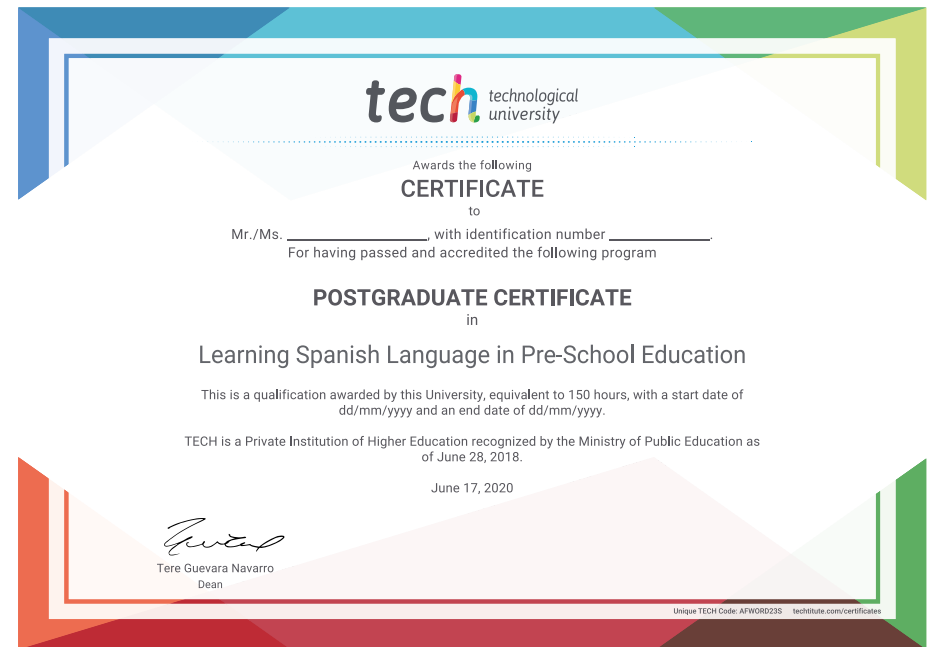 tech technological
university
Awards the following
CERTIFICATE
to
Mr./Ms. ____________________, with identification number ______________.
For having passed and accredited the following program
POSTGRADUATE CERTIFICATE
in
Learning Spanish Language in Pre-School Education
This is a qualification awarded by this University, equivalent to 150 hours, with a start date of
dd/mm/yyyy and an end date of dd/mm/yyyy.
TECH is a Private Institution of Higher Education recognized by the Ministry of Public Education as
of June 28, 2018.
June 17, 2020
Tere Guevara Navarro
Dean
Unique TECH Code: AFWORD23S techtitute.com/certificates